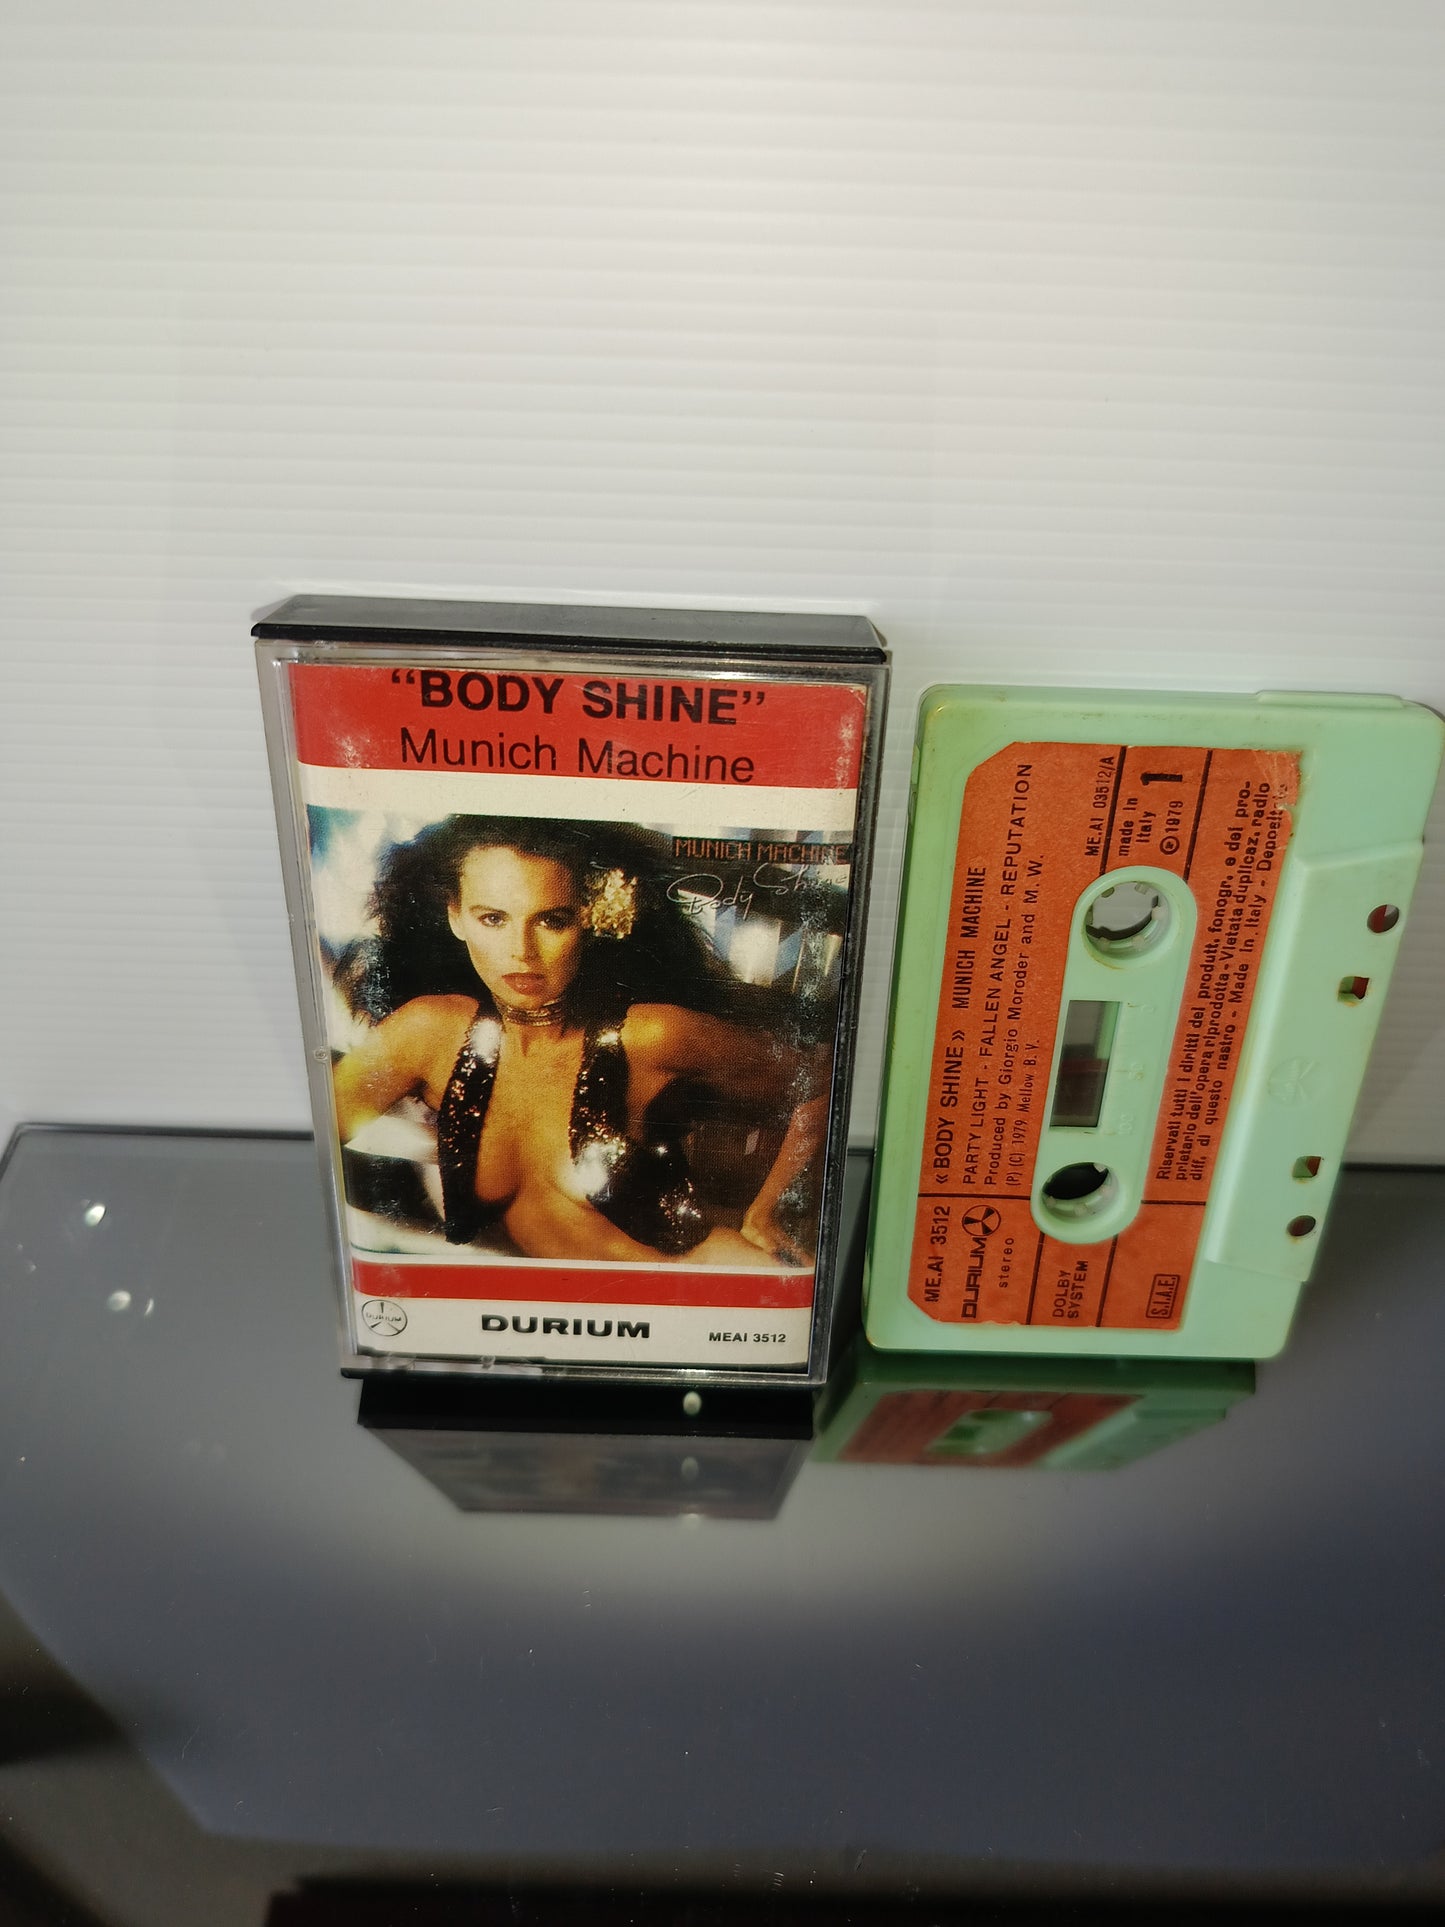 “BODY SHINE”
Munich Machine
MUNICH MACHINE
Body Shine
DURIUM
DURIUM
MEAI 3512
ME.AI 3512
« BODY SHINE » MUNICH MACHINE
PARTY LIGHT - FALLEN ANGEL - REPUTATION
Produced by Giorgio Moroder and M. W.
(P) (C) 1979 Mellow B. V.
DURIUM
stereo
ME.AI 03512/A
made in
Italy
©1979
1
DOLBY
SYSTEM
Riservati tutti i diritti del produtt. fonogr. e del pro-
prietario dell'opera riprodotta - Vietata duplicaz. radio
diff. di questo nastro - Made in Italy -
S.I.A.E.
100
50